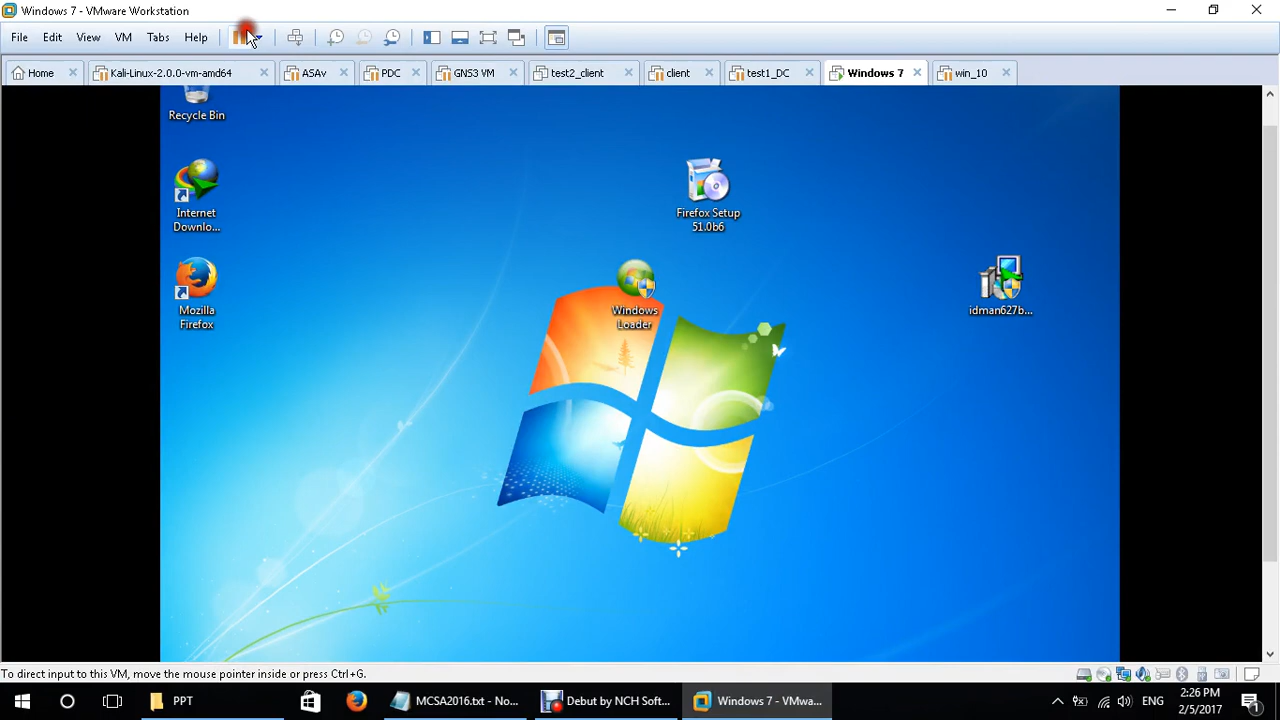 Windows 7 - VMware Workstation
File Edit View VM Tabs Help
Home Kali-Linux-2.0.0-vm-amd64 ASAv PDC GNS3 VM test2_client client test1_DC Windows 7 win_10
Recycle Bin
Internet
Downlo...
Firefox Setup
51.0b6
Mozilla
Firefox
Windows
Loader
idman627b...
To direct input to this VM, move the mouse pointer inside or press Ctrl+G.
PPT MCSA2016.txt - No... Debut by NCH Soft... Windows 7 - VMwa... ENG
2:26 PM
2/5/2017
1